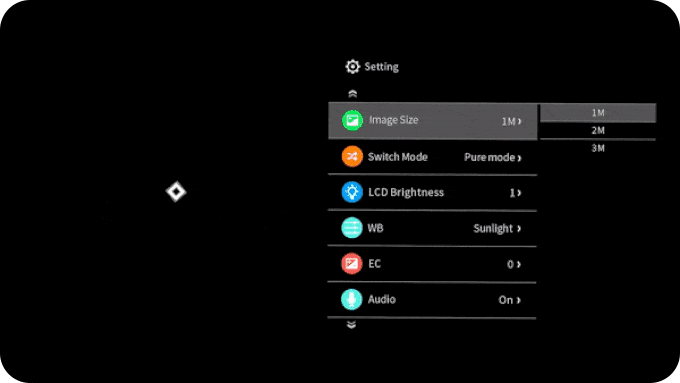 Setting
Image Size 1M
Switch Mode Pure mode
LCD Brightness 1
WB Sunlight
EC 0
Audio On
1M
2M
3M